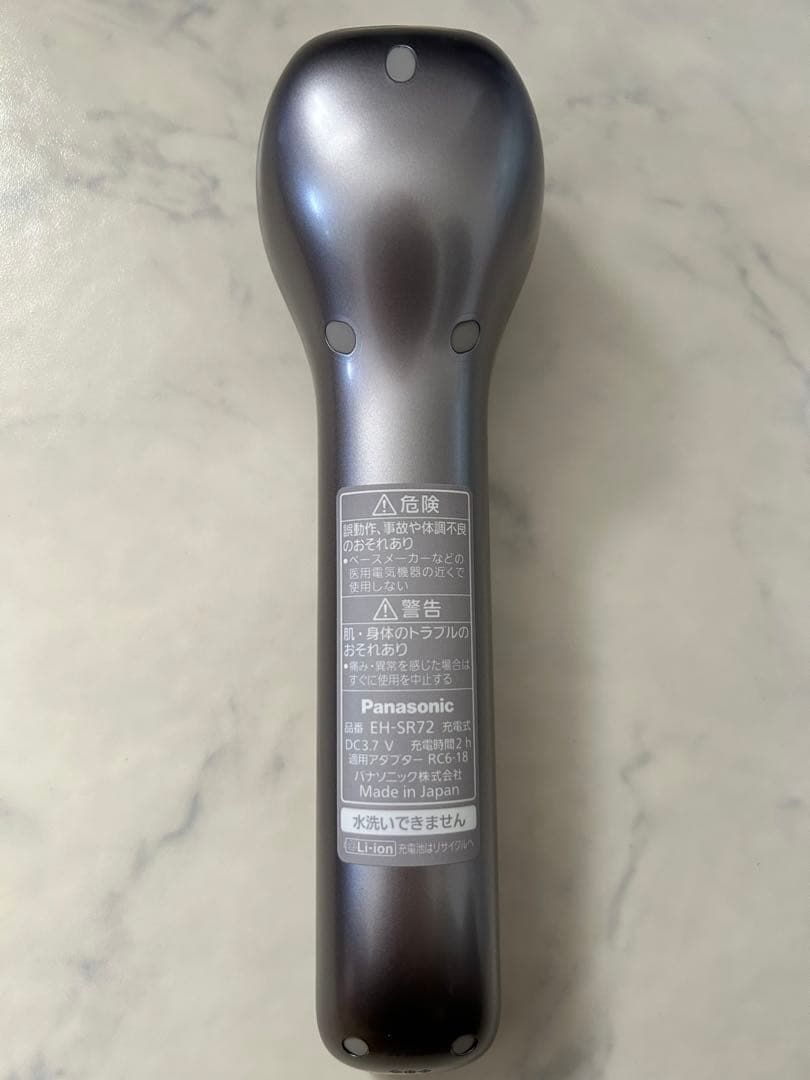 ⚠危険
誤動作、事故や体調不良
のおそれあり
•ペースメーカーなどの
医用電気機器の近くで
使用しない
⚠警告
肌・身体のトラブルの
おそれあり
•痛み・異常を感じた場合は
すぐに使用を中止する
Panasonic
品番 EH-SR72 充電式
DC3.7 V 充電時間2 h
適用アダプター RC6-18
パナソニック株式会社
Made in Japan
水洗いできません
Li-ion 充電池はリサイクルへ